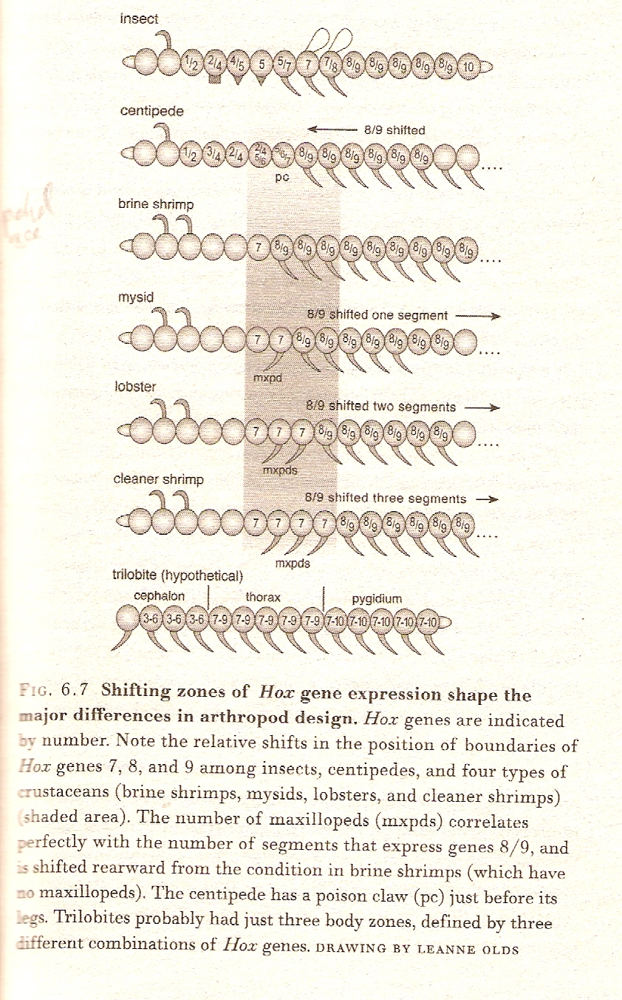 insect
1/2 2/4 4/5 5 5/7 7 7/8 8/9 8/9 8/9 8/9 8/9 10
centipede
8/9 shifted
1/2 3/4 2/4 2/4 5/6 5/6/7 8/9 8/9 8/9 8/9 8/9 8/9 ....
pc
brine shrimp
7 8/9 8/9 8/9 8/9 8/9 8/9 8/9 8/9 8/9 ....
mysid
8/9 shifted one segment
7 7 8/9 8/9 8/9 8/9 8/9 8/9 8/9 ....
mxpd
lobster
8/9 shifted two segments
7 7 7 8/9 8/9 8/9 8/9 8/9 8/9 ....
mxpds
cleaner shrimp
8/9 shifted three segments
7 7 7 7 8/9 8/9 8/9 8/9 8/9 8/9 ....
mxpds
trilobite (hypothetical)
cephalon thorax pygidium
3-6 3-6 3-6 7-9 7-9 7-9 7-9 7-9 7-10 7-10 7-10 7-10 7-10
FIG. 6.7 Shifting zones of Hox gene expression shape the
major differences in arthropod design. Hox genes are indicated
by number. Note the relative shifts in the position of boundaries of
Hox genes 7, 8, and 9 among insects, centipedes, and four types of
crustaceans (brine shrimps, mysids, lobsters, and cleaner shrimps)
(shaded area). The number of maxillopeds (mxpds) correlates
perfectly with the number of segments that express genes 8/9, and
is shifted rearward from the condition in brine shrimps (which have
no maxillopeds). The centipede has a poison claw (pc) just before its
legs. Trilobites probably had just three body zones, defined by three
different combinations of Hox genes. DRAWING BY LEANNE OLDS